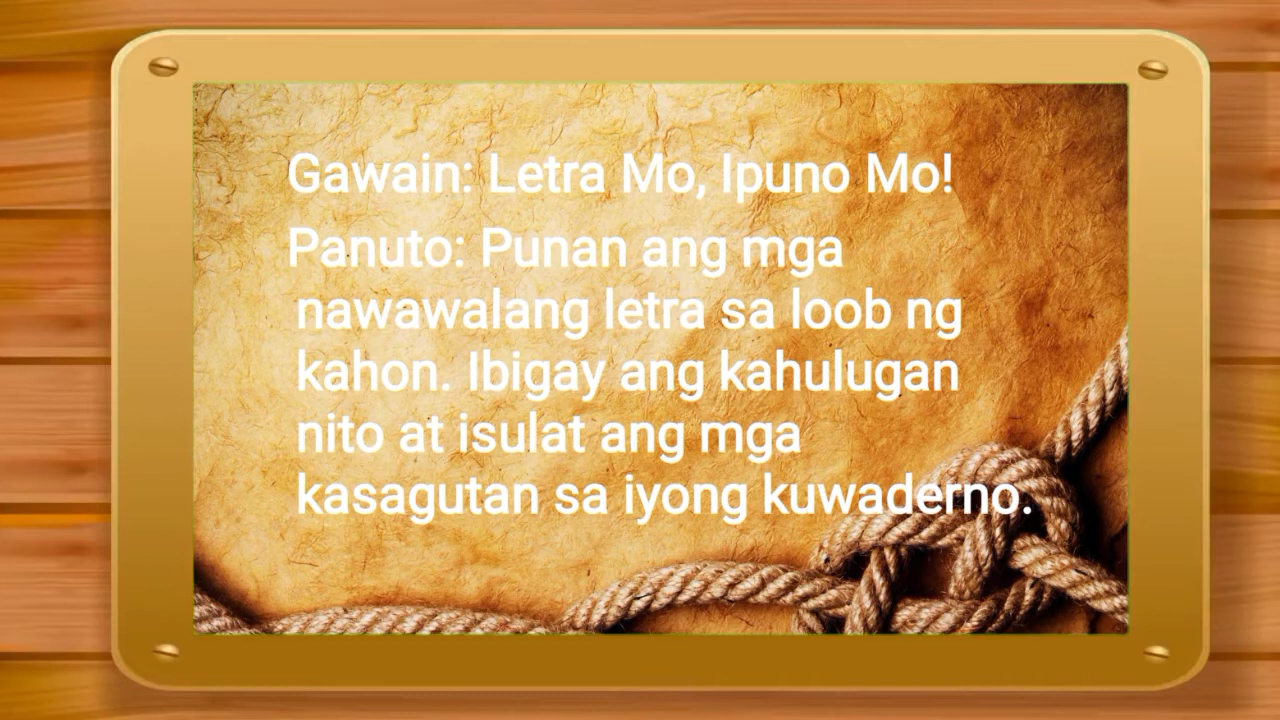 Gawain: Letra Mo, Ipuno Mo!
Panuto: Punan ang mga
nawawalang letra sa loob ng
kahon. Ibigay ang kahulugan
nito at isulat ang mga
kasagutan sa iyong kuwaderno.